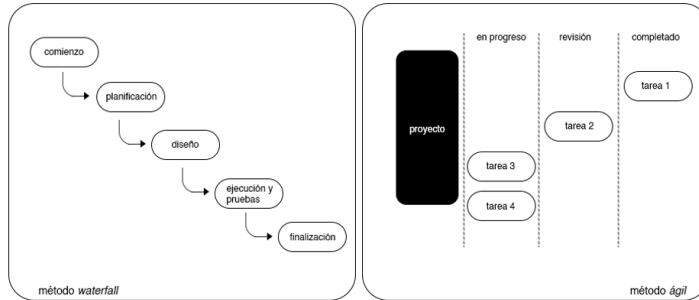 comienzo
planificación
diseño
ejecución y
pruebas
finalización
método waterfall
en progreso
revisión
completado
proyecto
tarea 1
tarea 2
tarea 3
tarea 4
método ágil